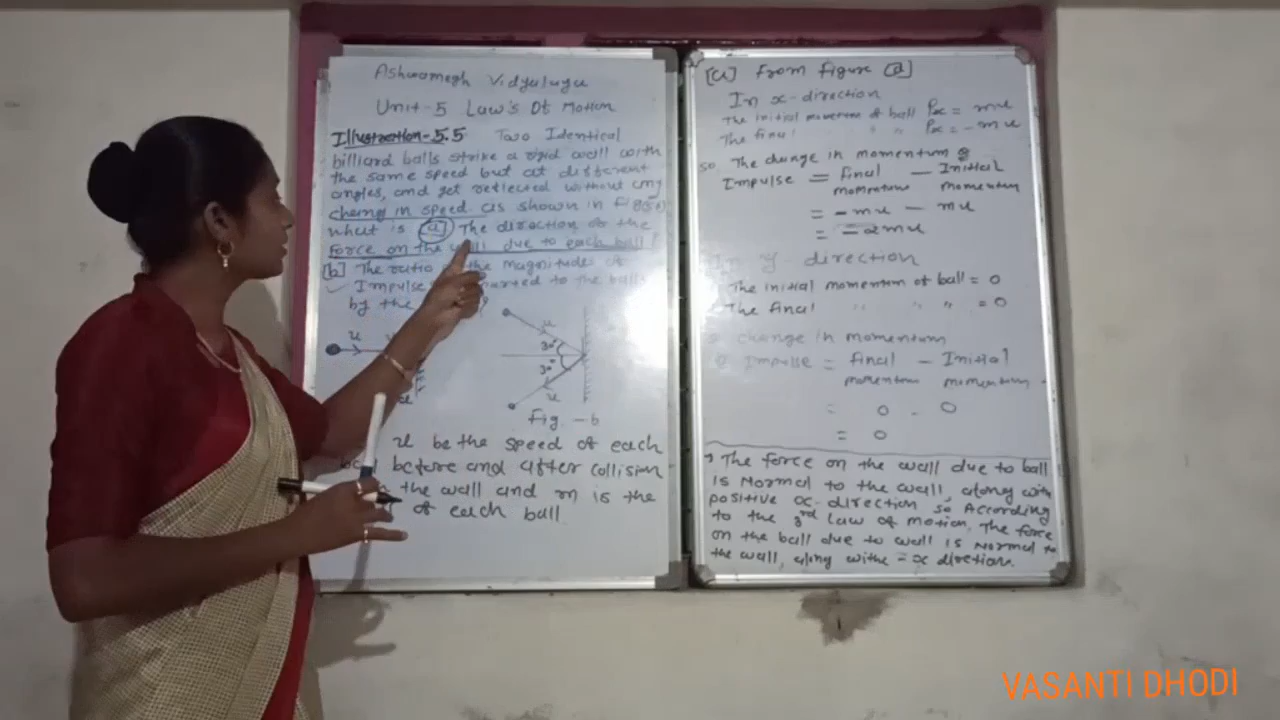 Ashwamegh Vidyalaya
Unit-5 Law's Of Motion
Illustration-5.5 Two Identical
billiard balls strike a rigid wall with
the same speed but at different
angles, and get reflected without any
chang in speed. as shown in fig
what is [a] The direction of the
force on the wall due to each ball?
[b] The ratio of the magnitudes of
Impulse to the balls
by the
u
30°
30°
u
u
Fig -b
u be the speed of each
before and after collision
the wall and m is the
of each ball
[a] From figure [a]
In x-direction
The initial momentum of ball Px = mu
The final " " Px = -mu
so The change in momentum &
Impulse = final momentum - Initial momentum
= -mu - mu
= -2mu
In y-direction
The initial momentum of ball = 0
The final " " = 0
change in momentum
& Impulse = final momentum - Initial momentum
= 0 - 0
= 0
The force on the wall due to ball
is Normal to the wall, along with
positive x-direction so According
to the 3rd law of motion, The force
on the ball due to wall is Normal to
the wall, along withe -x direction.
VASANTI DHODI